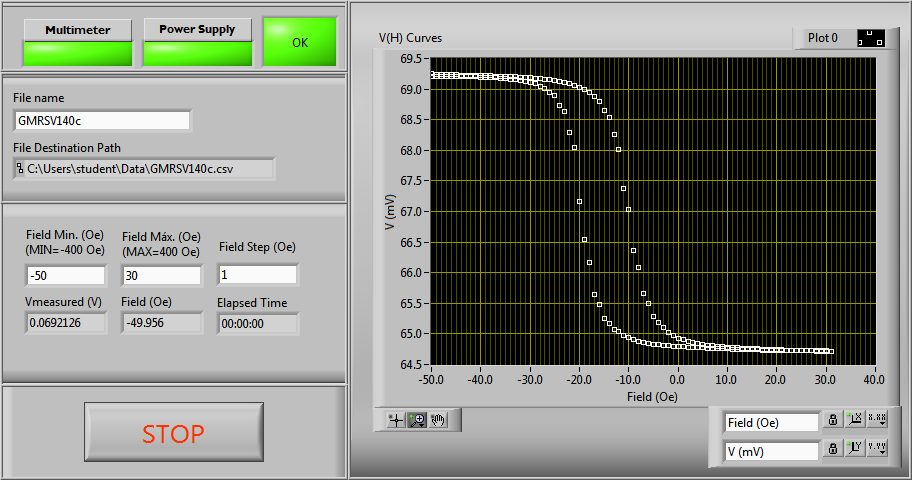 Multimeter
Power Supply
OK
File name
GMRSV140c
File Destination Path
C:\Users\student\Data\GMRSV140c.csv
Field Min. (Oe)
(MIN=-400 Oe)
Field Máx. (Oe)
(MAX=400 Oe)
Field Step (Oe)
-50
30
1
Vmeasured (V)
Field (Oe)
Elapsed Time
0.0692126
-49.956
00:00:00
STOP
V(H) Curves
Plot 0
69.5
69.0
68.5
68.0
67.5
67.0
66.5
66.0
65.5
65.0
64.5
V (mV)
-50.0 -40.0 -30.0 -20.0 -10.0 0.0 10.0 20.0 30.0 40.0
Field (Oe)
Field (Oe)
X
X.XX
V (mV)
Y
Y.YY